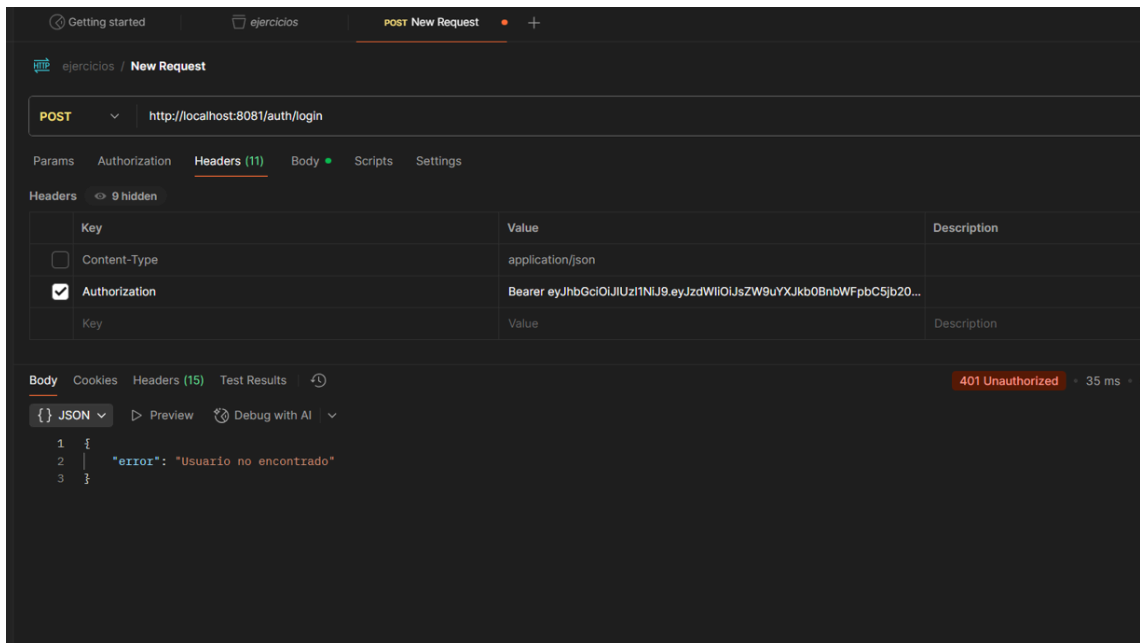 Getting started ejercicios POST New Request
HTTP ejercicios / New Request
POST http://localhost:8081/auth/login
Params Authorization Headers (11) Body Scripts Settings
Headers 9 hidden
Key Value Description
Content-Type application/json
Authorization Bearer eyJhbGciOiJIUzI1NiJ9.eyJzdWIiOiJsZW9uYXJkb0BnbWFpbC5jb20...
Key Value Description
Body Cookies Headers (15) Test Results 401 Unauthorized • 35 ms •
{} JSON Preview Debug with AI
1 {
2 "error": "Usuario no encontrado"
3 }